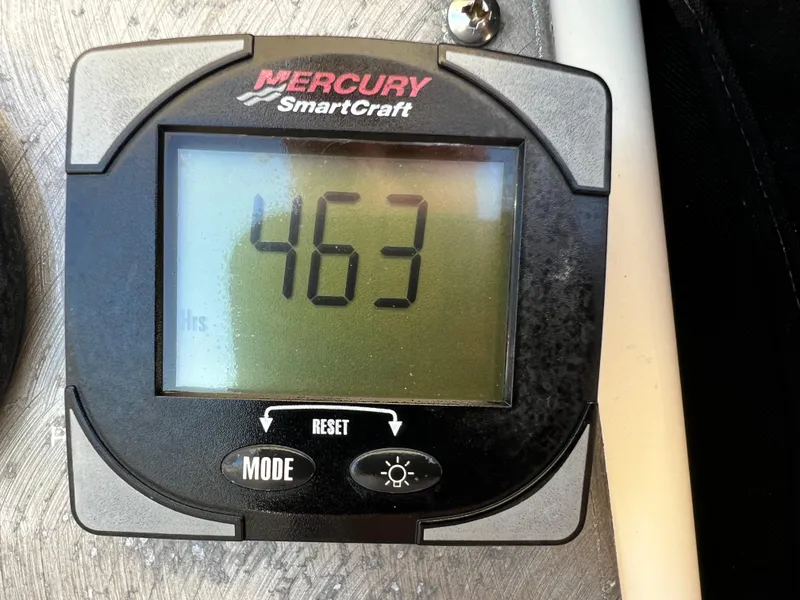 MERCURY
SmartCraft
463
Hrs
RESET
MODE